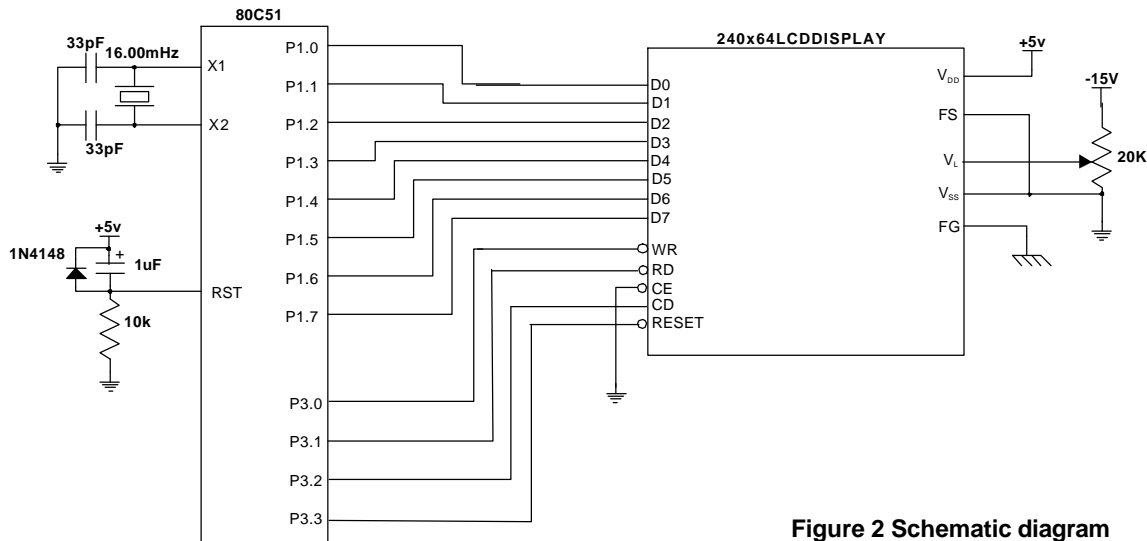 80C51
33pF
16.00mHz
X1
X2
33pF
+5v
1N4148
+
1uF
RST
10k
P1.0
P1.1
P1.2
P1.3
P1.4
P1.5
P1.6
P1.7
P3.0
P3.1
P3.2
P3.3
240x64LCDDISPLAY
D0
D1
D2
D3
D4
D5
D6
D7
WR
RD
CE
CD
RESET
VDD
FS
VL
VSS
FG
+5v
-15V
20K
Figure 2 Schematic diagram